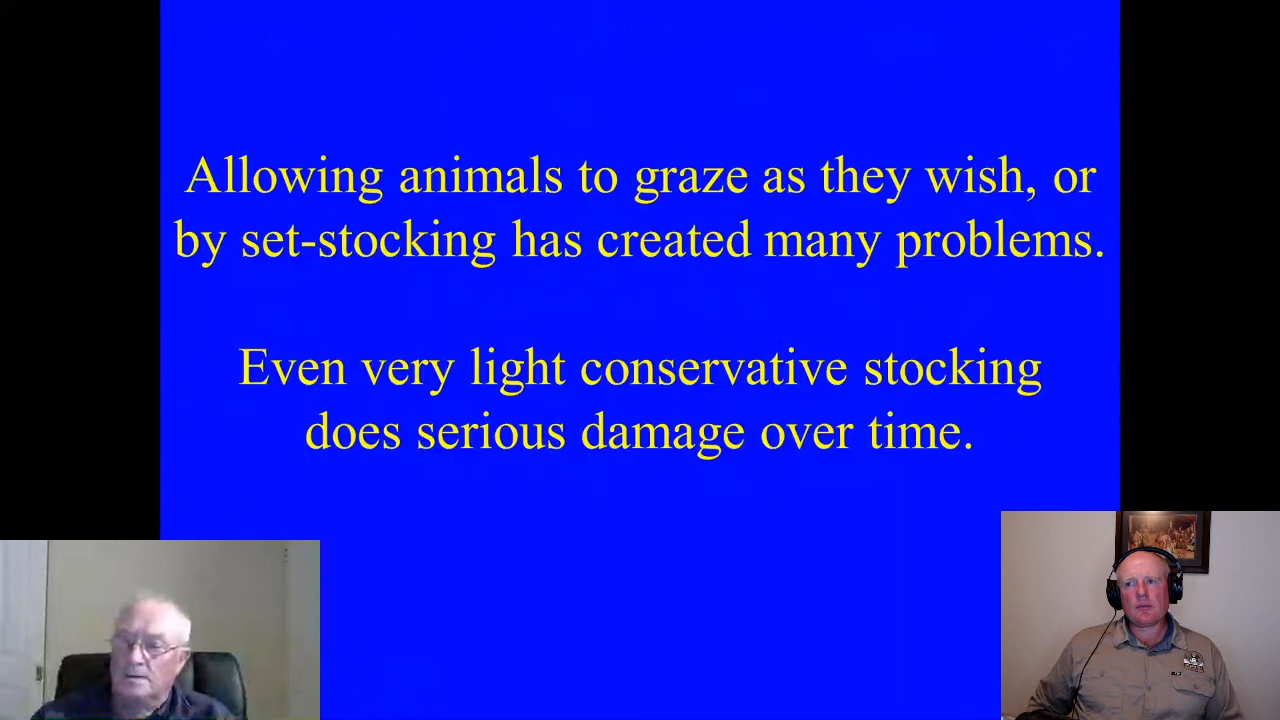 Allowing animals to graze as they wish, or
by set-stocking has created many problems.
Even very light conservative stocking
does serious damage over time.